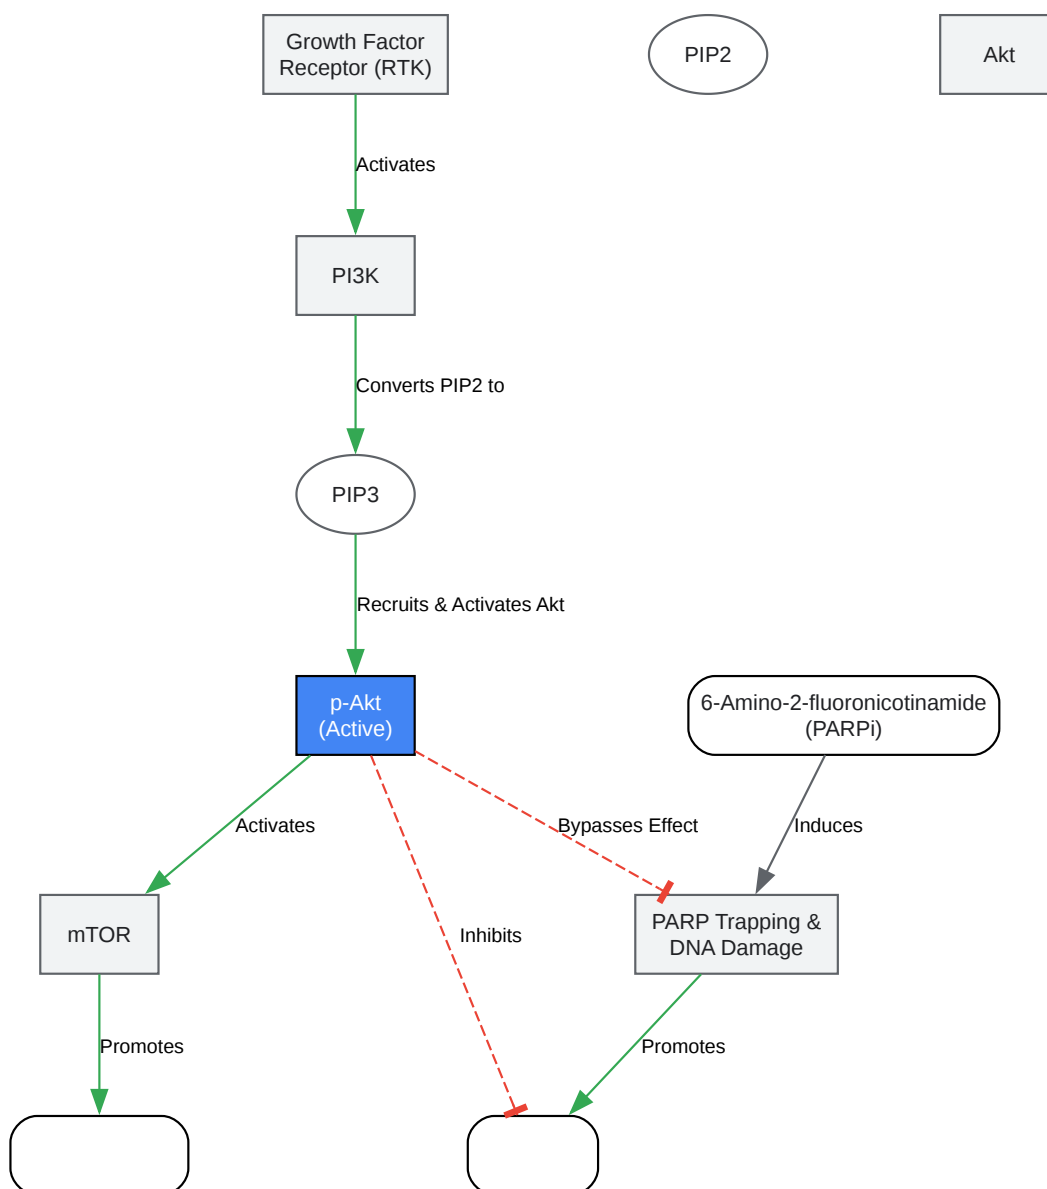 Growth Factor
Receptor (RTK)
PIP2
Akt
Activates
PI3K
Converts PIP2 to
PIP3
Recruits & Activates Akt
p-Akt
(Active)
6-Amino-2-fluoronicotinamide
(PARPi)
Activates
Bypasses Effect
Induces
mTOR
Inhibits
PARP Trapping &
DNA Damage
Promotes
Promotes